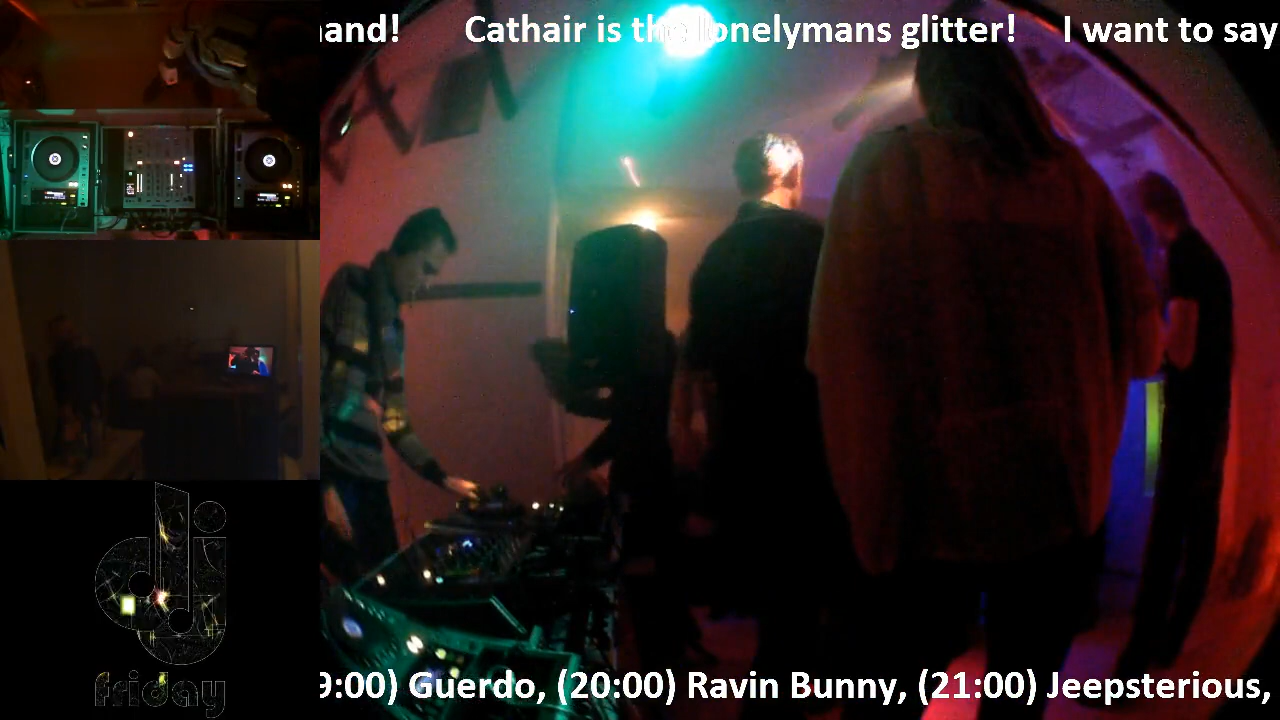 and! Cathair is the lonelymans glitter! I want to say
dj
friday
9:00) Guerdo, (20:00) Ravin Bunny, (21:00) Jeepsterious,